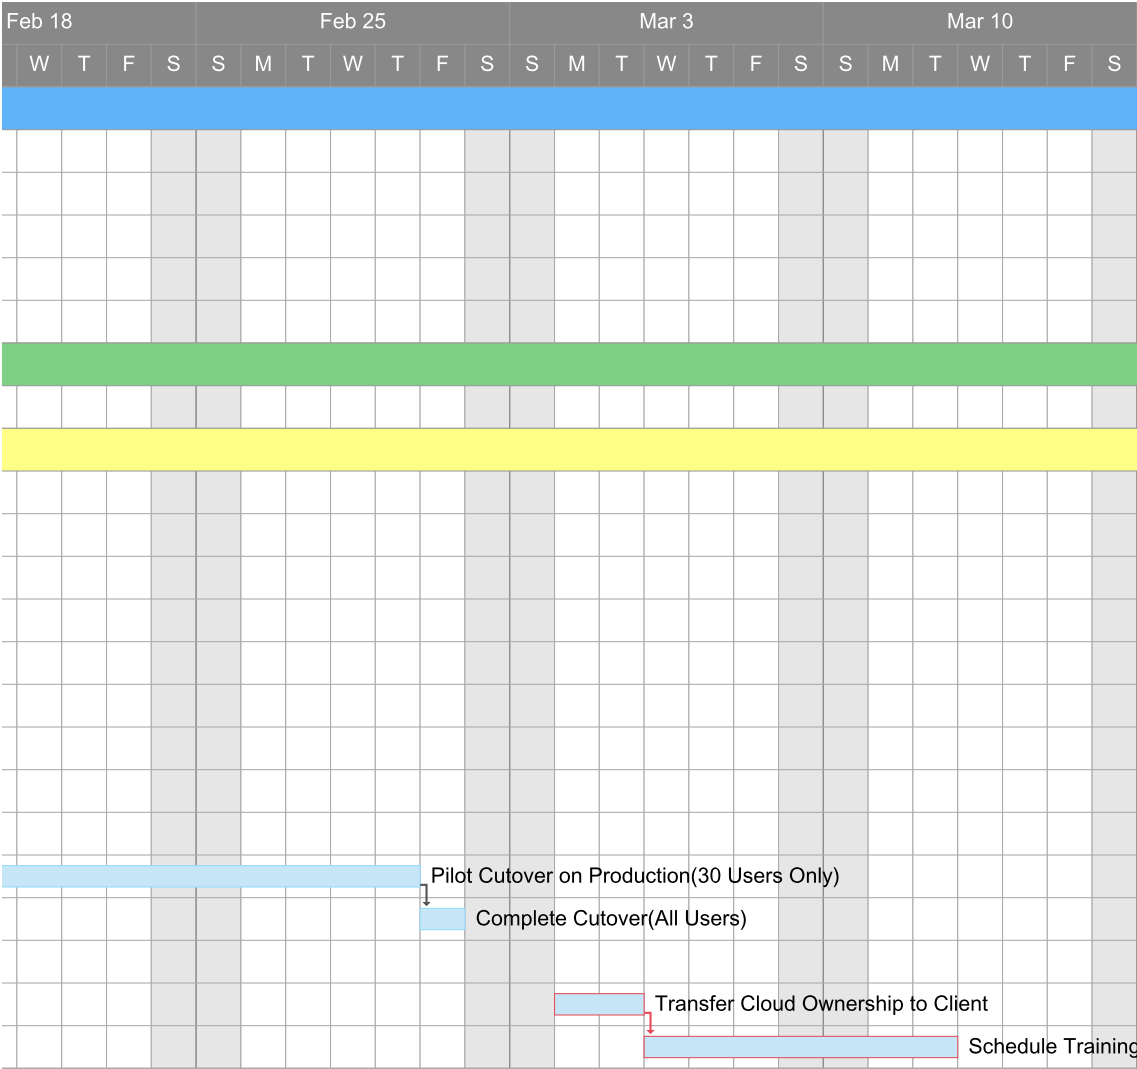 Feb 18 Feb 25 Mar 3 Mar 10
W T F S S M T W T F S S M T W T F S S M T W T F S
Pilot Cutover on Production(30 Users Only)
Complete Cutover(All Users)
Transfer Cloud Ownership to Client
Schedule Training